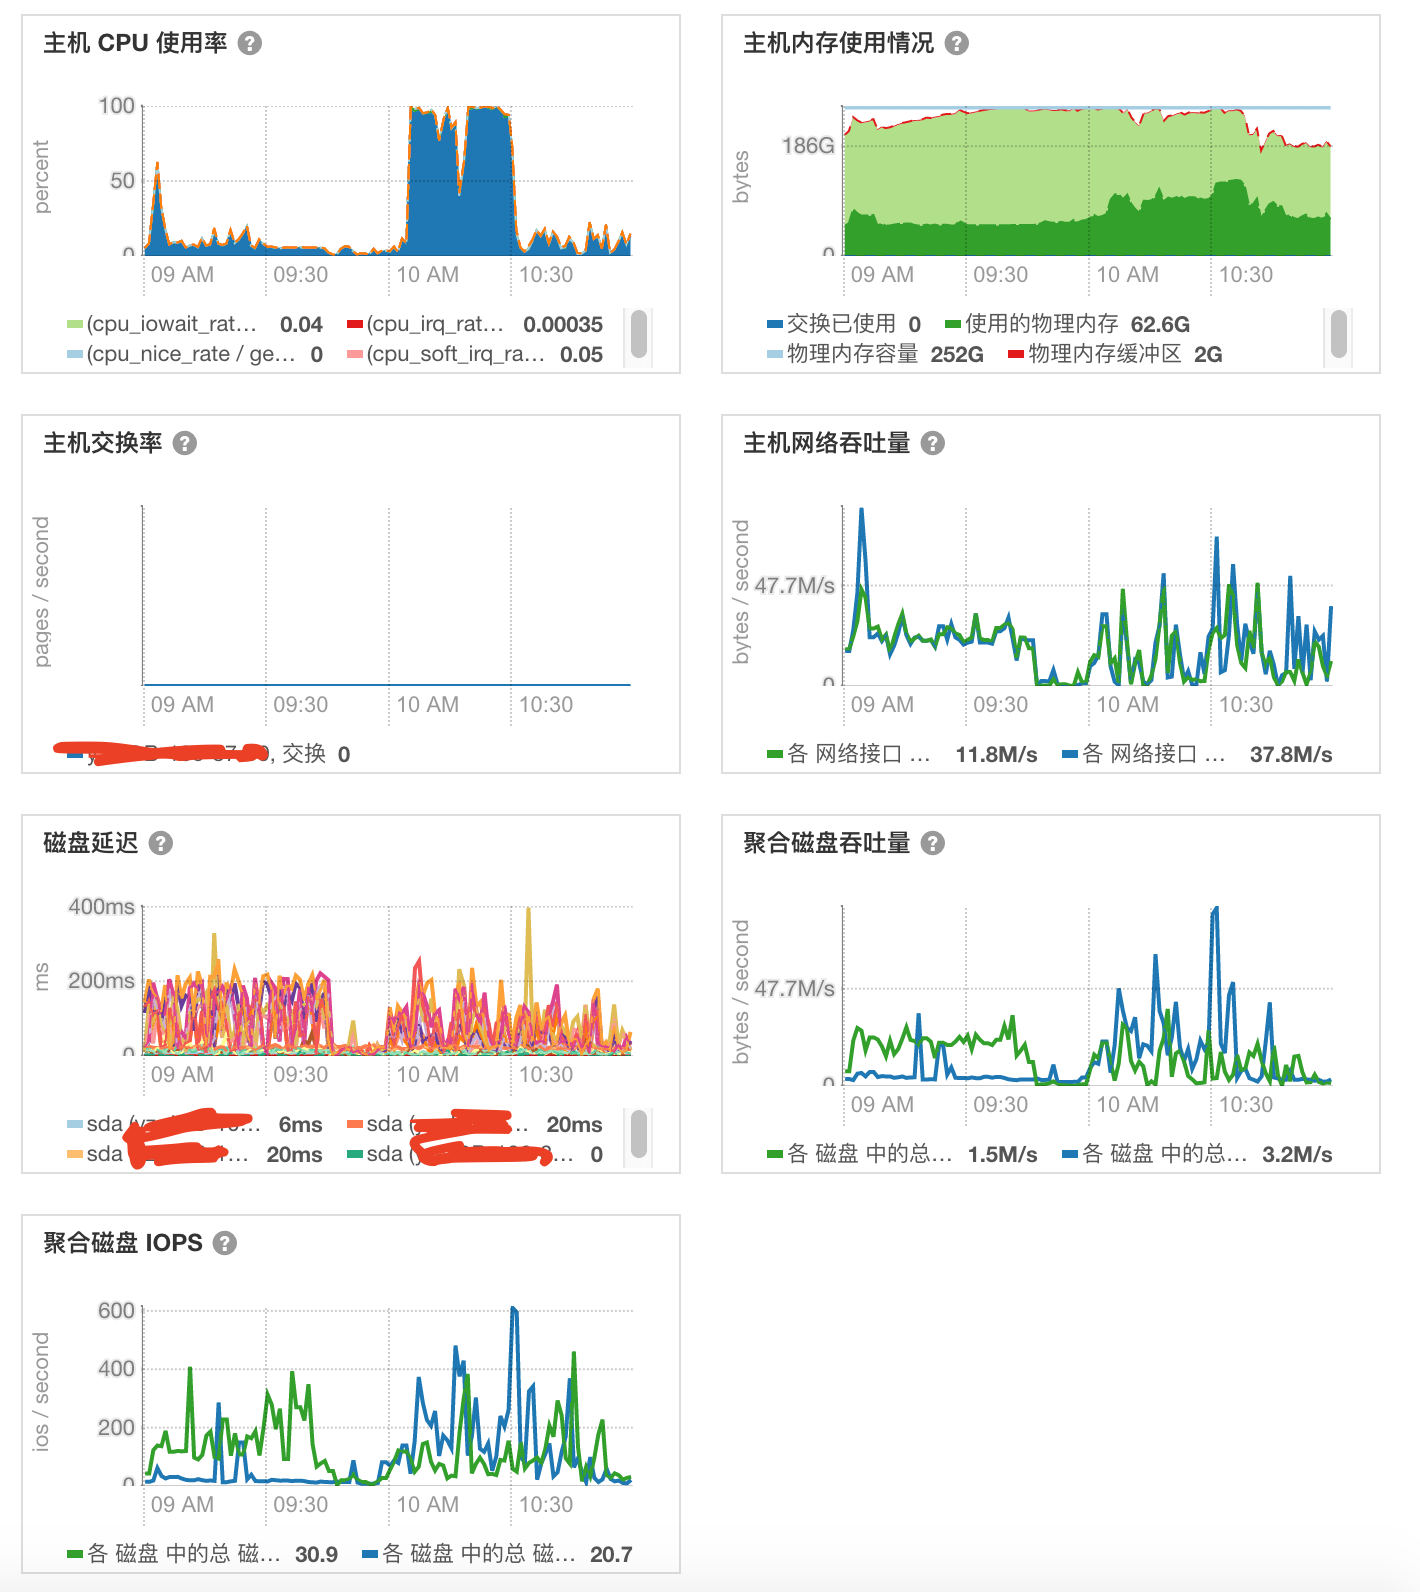 主机 CPU 使用率 ?
percent
100
50
0
09 AM 09:30 10 AM 10:30
(cpu_iowait_rat... 0.04 (cpu_irq_rat... 0.00035
(cpu_nice_rate / ge... 0 (cpu_soft_irq_ra... 0.05
主机内存使用情况 ?
bytes
186G
0
09 AM 09:30 10 AM 10:30
交换已使用 0 使用的物理内存 62.6G
物理内存容量 252G 物理内存缓冲区 2G
主机交换率 ?
pages / second
09 AM 09:30 10 AM 10:30
, 交换 0
主机网络吞吐量 ?
bytes / second
47.7M/s
0
09 AM 09:30 10 AM 10:30
各 网络接口 ... 11.8M/s 各 网络接口 ... 37.8M/s
磁盘延迟 ?
ms
400ms
200ms
0
09 AM 09:30 10 AM 10:30
sda ... 6ms sda ( ... 20ms
sda ... 20ms sda ( ... 0
聚合磁盘吞吐量 ?
bytes / second
47.7M/s
0
09 AM 09:30 10 AM 10:30
各 磁盘 中的总... 1.5M/s 各 磁盘 中的总... 3.2M/s
聚合磁盘 IOPS ?
ios / second
600
400
200
0
09 AM 09:30 10 AM 10:30
各 磁盘 中的总 磁... 30.9 各 磁盘 中的总 磁... 20.7